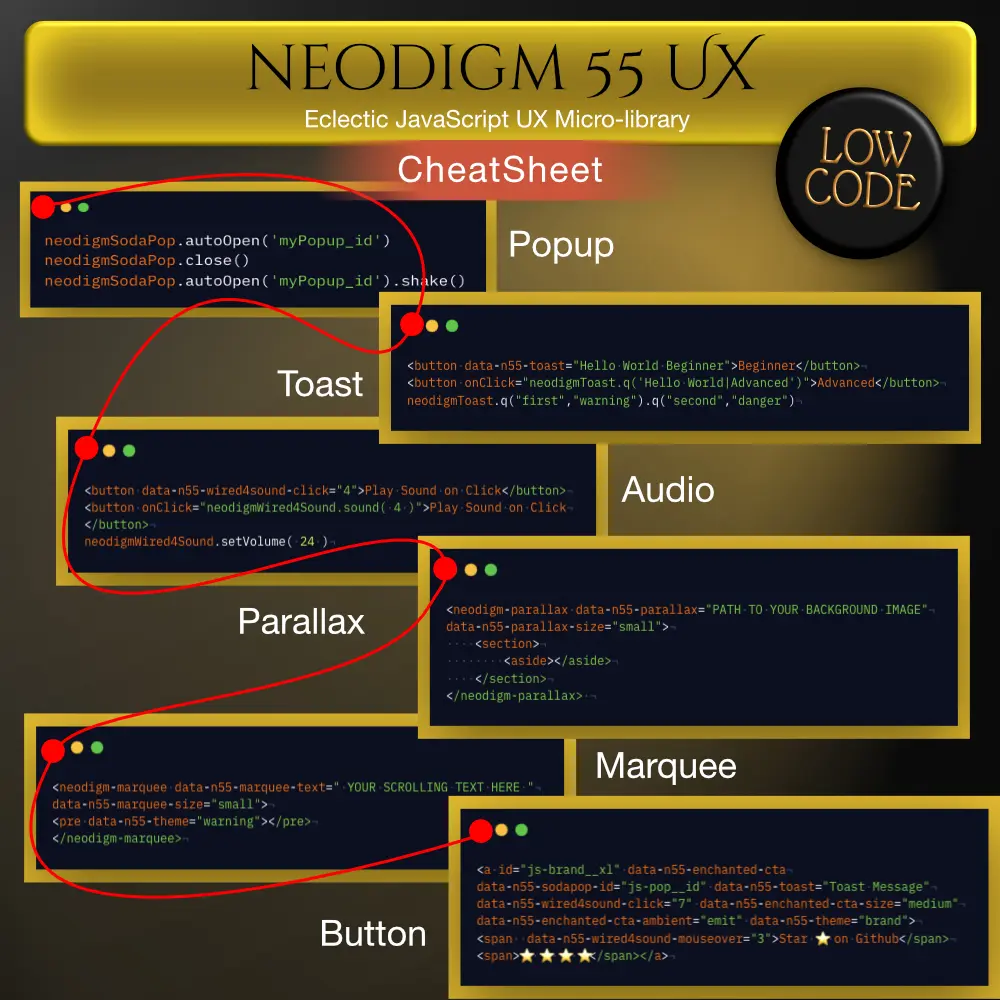 NEODIGM 55 UX
Eclectic JavaScript UX Micro-library
CheatSheet
LOW
CODE
neodigmSodaPop.autoOpen('myPopup_id')
neodigmSodaPop.close()
neodigmSodaPop.autoOpen('myPopup_id').shake()
Popup
Toast
<button data-n55-toast="Hello World Beginner">Beginner</button>
<button onClick="neodigmToast.q('Hello World|Advanced')">Advanced</button>
neodigmToast.q("first","warning").q("second","danger")
<button data-n55-wired4sound-click="4">Play Sound on Click</button>
<button onClick="neodigmWired4Sound.sound( 4 )">Play Sound on Click
</button>
neodigmWired4Sound.setVolume( 24 )
Audio
Parallax
<neodigm-parallax data-n55-parallax="PATH TO YOUR BACKGROUND IMAGE"
data-n55-parallax-size="small">
<section>
<aside></aside>
</section>
</neodigm-parallax>
<neodigm-marquee data-n55-marquee-text=" YOUR SCROLLING TEXT HERE "
data-n55-marquee-size="small">
<pre data-n55-theme="warning"></pre>
</neodigm-marquee>
Marquee
Button
<a id="js-brand__xl" data-n55-enchanted-cta
data-n55-sodapop-id="js-pop__id" data-n55-toast="Toast Message"
data-n55-wired4sound-click="7" data-n55-enchanted-cta-size="medium"
data-n55-enchanted-cta-ambient="emit" data-n55-theme="brand">
<span  data-n55-wired4sound-mouseover="3">Star ⭐ on Github</span>
<span>⭐⭐⭐⭐</span></a>